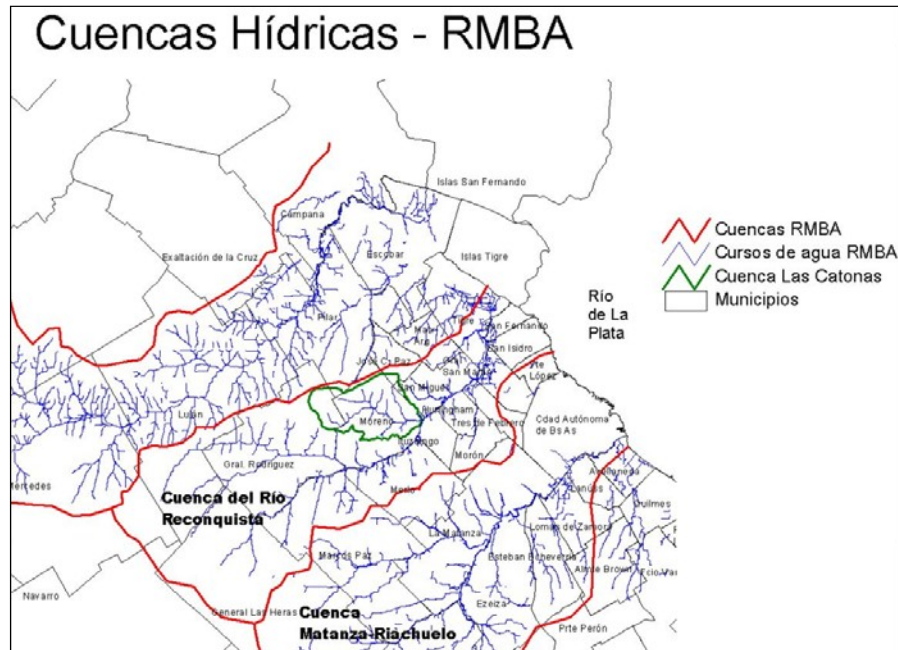 Cuencas Hídricas - RMBA
Islas San Fernando
Campana
Exaltación de la Cruz
Escobar
Islas Tigre
Cuencas RMBA
Cursos de agua RMBA
Cuenca Las Catonas
Municipios
Río
de La
Plata
Pilar
Tigre
San Fernando
San Isidro
José C. Paz
San Martín
López
San Miguel
Luján
Moreno
Hurlingham
Tres de Febrero
Cdad Autónoma
de Bs As
Ituzaingo
Morón
Gral. Rodríguez
Merlo
Cuenca del Río
Reconquista
Avellaneda
Lanús
Quilmes
La Matanza
Lomas de Zamora
Marcos Paz
Esteban Echeverría
Almte Brown
Navarro
General Las Heras
Cuenca
Matanza-Riachuelo
Ezeiza
Prte Perón